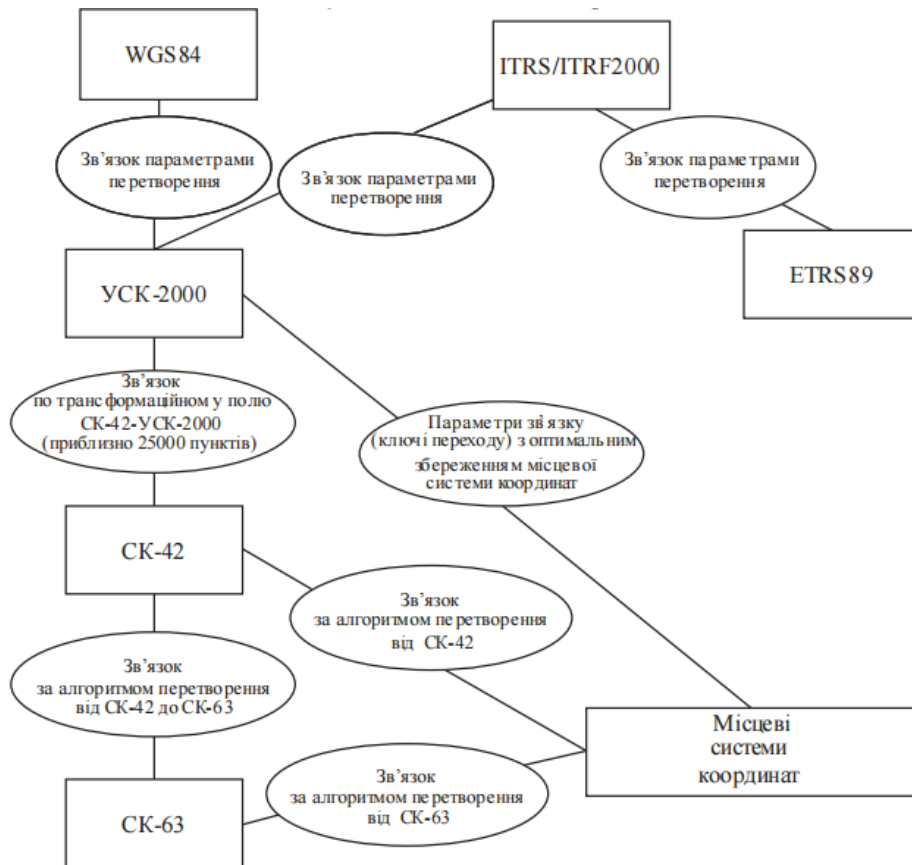 WGS84
ITRS/ITRF2000
Зв’язок параметрами
перетворення
Зв’язок параметрами
перетворення
Зв’язок параметрами
перетворення
УСК-2000
ETRS89
Зв’язок
по трансформаційном у полю
СК-42-УСК-2000
(приблизно 25000 пунктів)
Параметри зв'язку
(ключі переходу) з оптимальним
збереженням місцевої
системи координат
СК-42
Зв’язок
за алгоритмом перетворення
від СК-42
Зв’язок
за алгоритмом перетворення
від СК-42 до СК-63
Місцеві
системи
координат
Зв’язок
за алгоритмом перетворення
від СК-63
СК-63